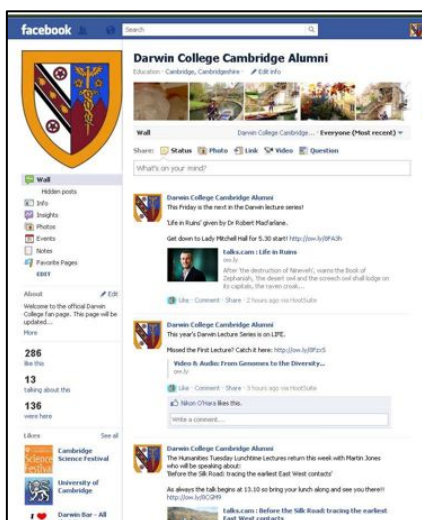 facebook
Search
Darwin College Cambridge Alumni
Education · Cambridge, Cambridgeshire · Edit info
Wall
Darwin College Cambridge... · Everyone (Most recent)
Share: Status Photo Link Video Question
What's on your mind?
Wall
Hidden posts
Info
Insights
Photos
Events
Notes
Favorite Pages
EDIT
About
Edit
Welcome to the official Darwin
College fan page. This page will be
updated...
More
286
like this
13
talking about this
136
were here
Likes
See all
Cambridge
Science Festival
University of
Cambridge
Darwin Bar - All
Darwin College Cambridge Alumni
This Friday is the next in the Darwin lecture series!
'Life in Ruins' given by Dr Robert Macfarlane.
Get down to Lady Mitchell Hall for 5.30 start!
talks.cam : Life in Ruins
ow.ly
After 'the destruction of Nineveh', warns the Book of
Zephaniah, 'the desert owl and the screech owl shall lodge on
its capitals, the raven croak...
Like · Comment · Share · 2 hours ago via HootSuite
Darwin College Cambridge Alumni
This year's Darwin Lecture Series is on LIFE.
Missed the First Lecture? Catch it here:
Video & Audio: From Genomes to the Diversity...
ow.ly
Like · Comment · Share · 3 hours ago via HootSuite
Nikon O'Hara likes this.
Write a comment...
Darwin College Cambridge Alumni
The Humanities Tuesday Lunchtime Lectures return this week with Martin Jones
who will be speaking about:
'Before the Silk Road: tracing the earliest East West contacts'
As always the talk begins at 13.10 so bring your lunch along and see you there!!
talks.cam : Before the Silk Road: tracing the earliest
East West contacts